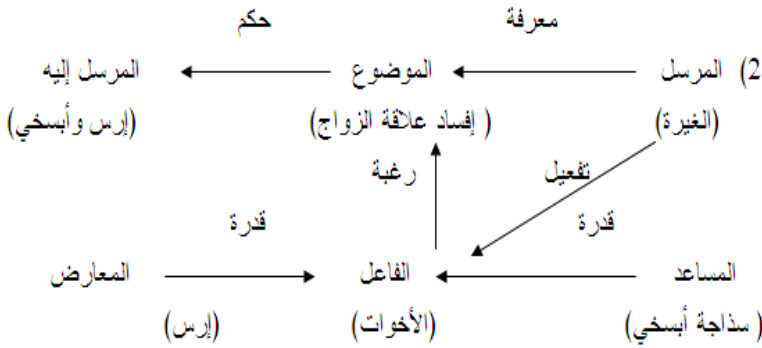 معرفة حكم
2) المرسل الموضوع المرسل إليه
(الغيرة) ( إفساد علاقة الزواج) (إرس وأبسخي)
تفعيل رغبة
قدرة قدرة
المساعد الفاعل المعارض
( سذاجة أبسخي) (الأخوات) (إرس)